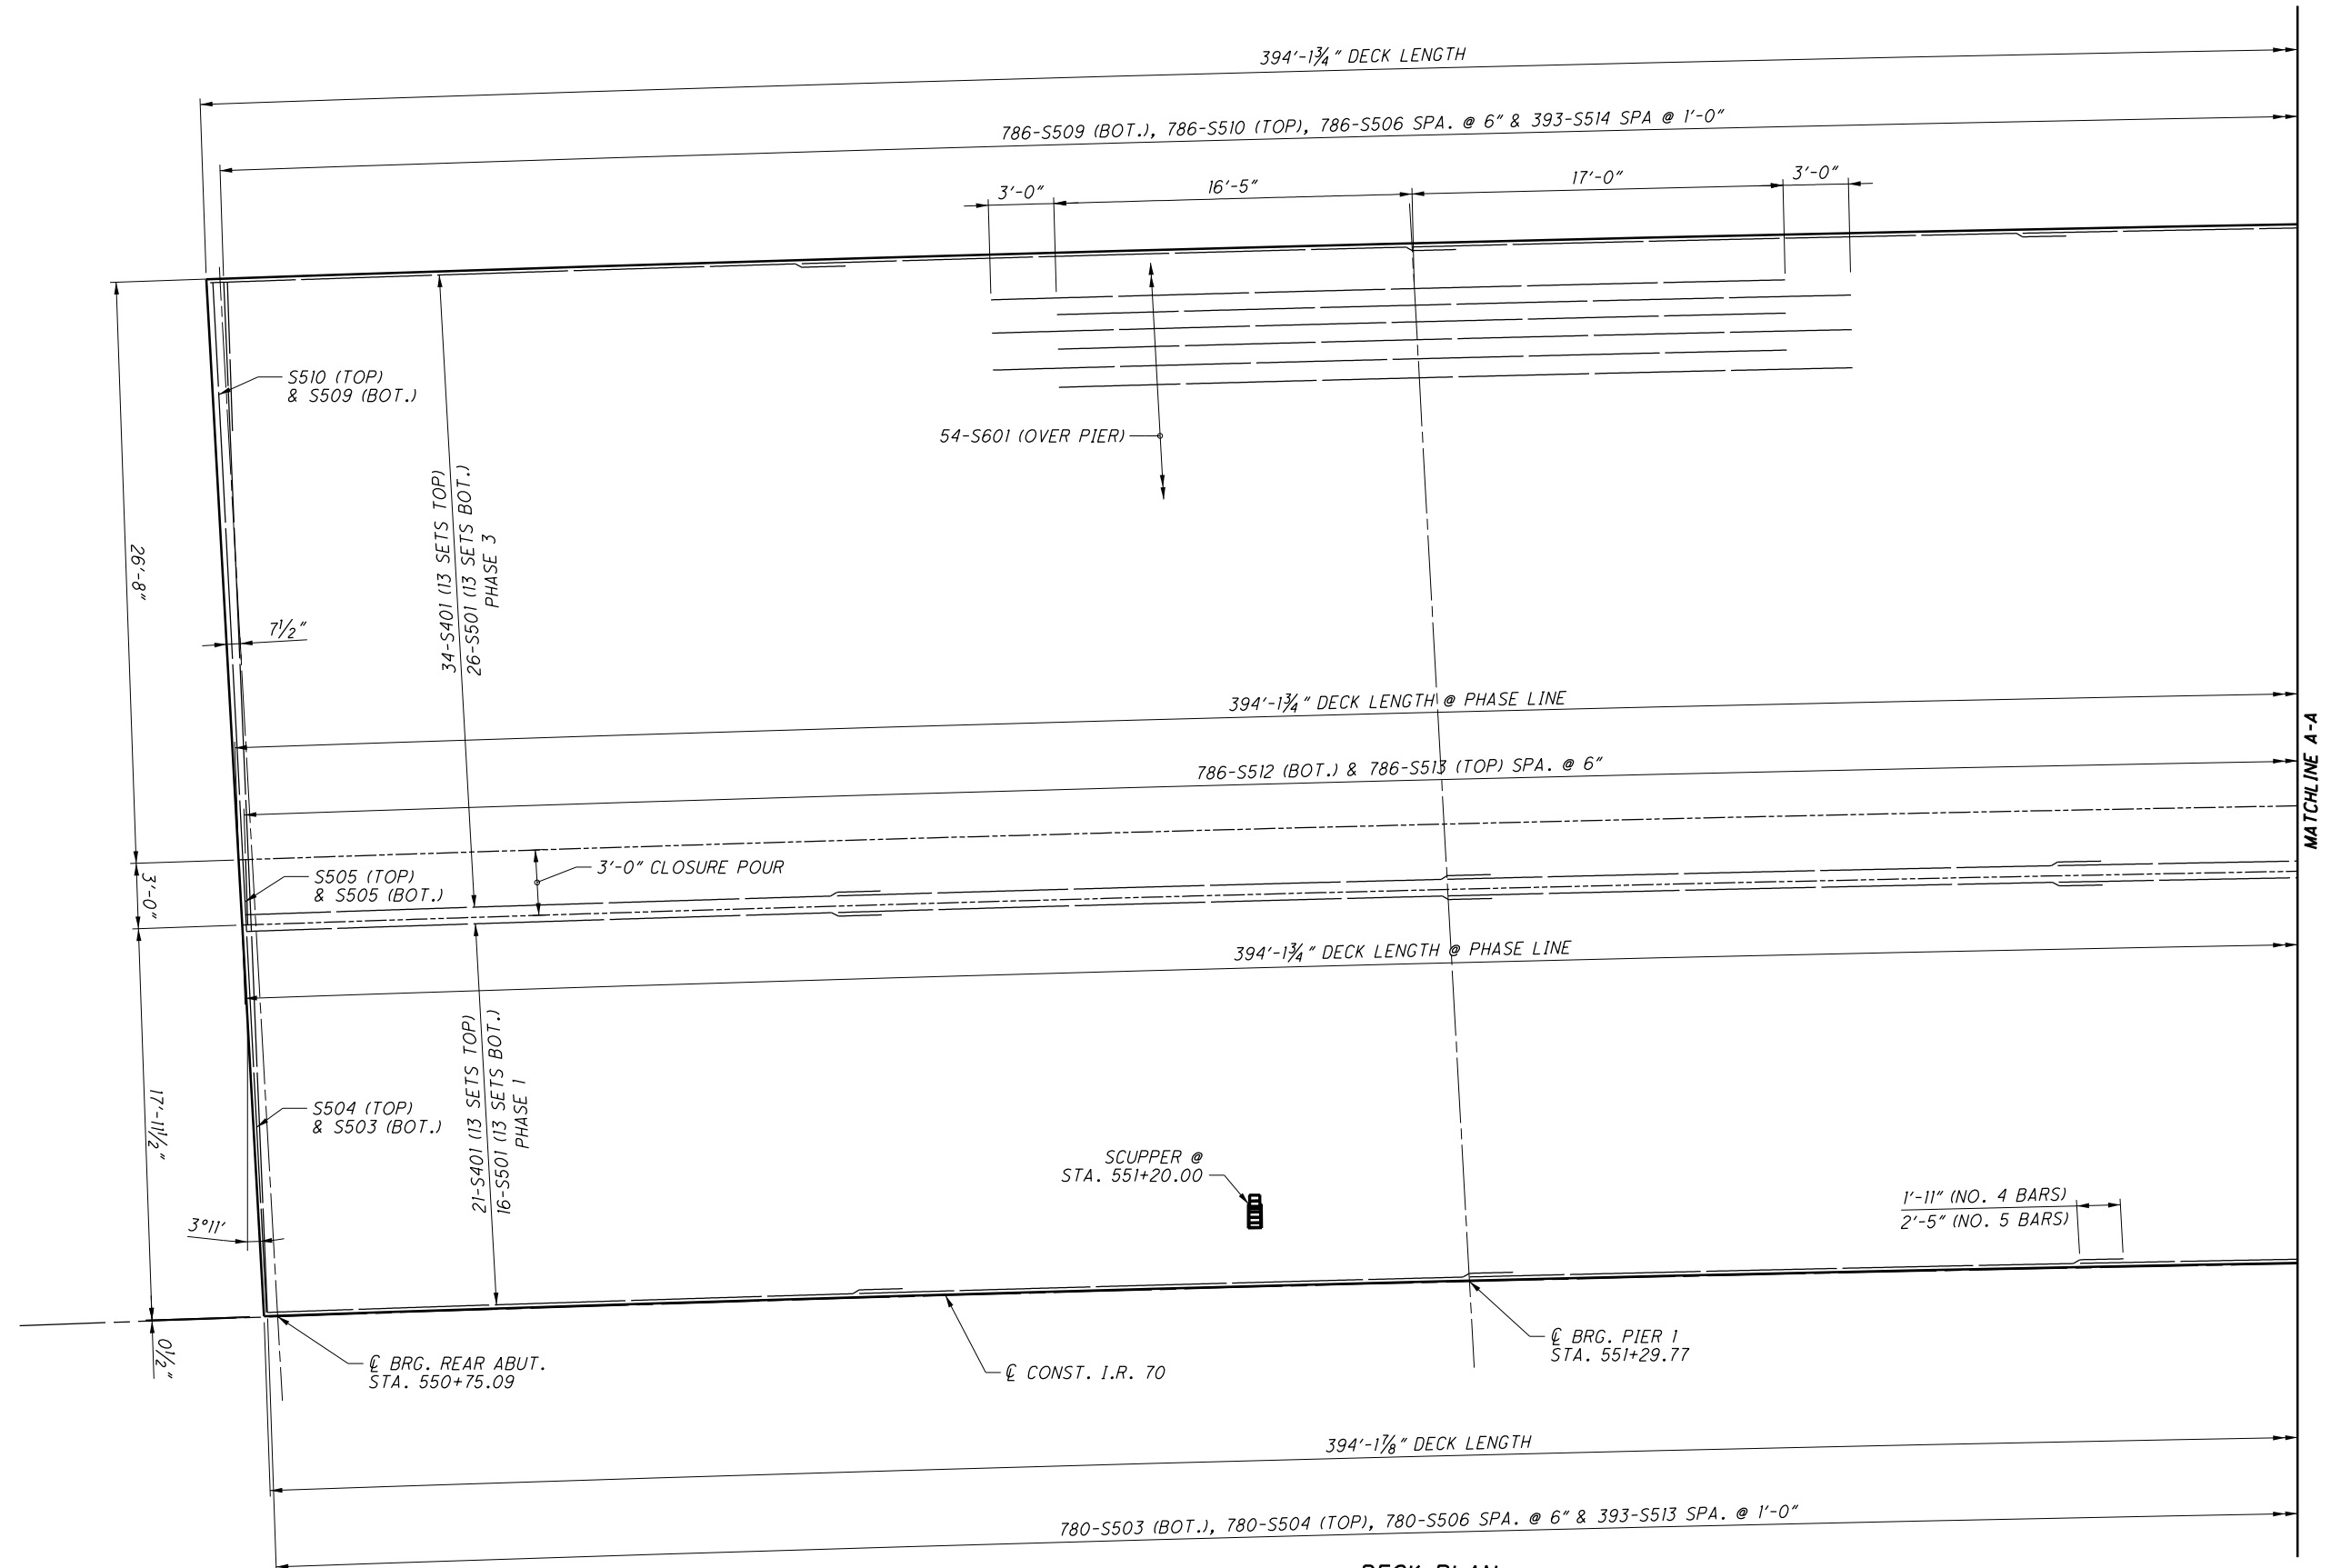 394'-1¾" DECK LENGTH
786-S509 (BOT.), 786-S510 (TOP), 786-S506 SPA. @ 6" & 393-S514 SPA @ 1'-0"
3'-0"
16'-5"
17'-0"
3'-0"
S510 (TOP)
& S509 (BOT.)
54-S601 (OVER PIER)
34-S401 (13 SETS TOP)
26-S501 (13 SETS BOT.)
PHASE 3
26'-8"
7½"
394'-1¾" DECK LENGTH @ PHASE LINE
MATCHLINE A-A
786-S512 (BOT.) & 786-S513 (TOP) SPA. @ 6"
3'-0" CLOSURE POUR
S505 (TOP)
& S505 (BOT.)
3'-0"
394'-1¾" DECK LENGTH @ PHASE LINE
21-S401 (13 SETS TOP)
16-S501 (13 SETS BOT.)
PHASE 1
S504 (TOP)
& S503 (BOT.)
17'-11½"
SCUPPER @
STA. 551+20.00
1'-11" (NO. 4 BARS)
2'-5" (NO. 5 BARS)
3°11'
0½"
℄ BRG. REAR ABUT.
STA. 550+75.09
℄ CONST. I.R. 70
℄ BRG. PIER 1
STA. 551+29.77
394'-1⅞" DECK LENGTH
780-S503 (BOT.), 780-S504 (TOP), 780-S506 SPA. @ 6" & 393-S513 SPA. @ 1'-0"
DECK PLAN